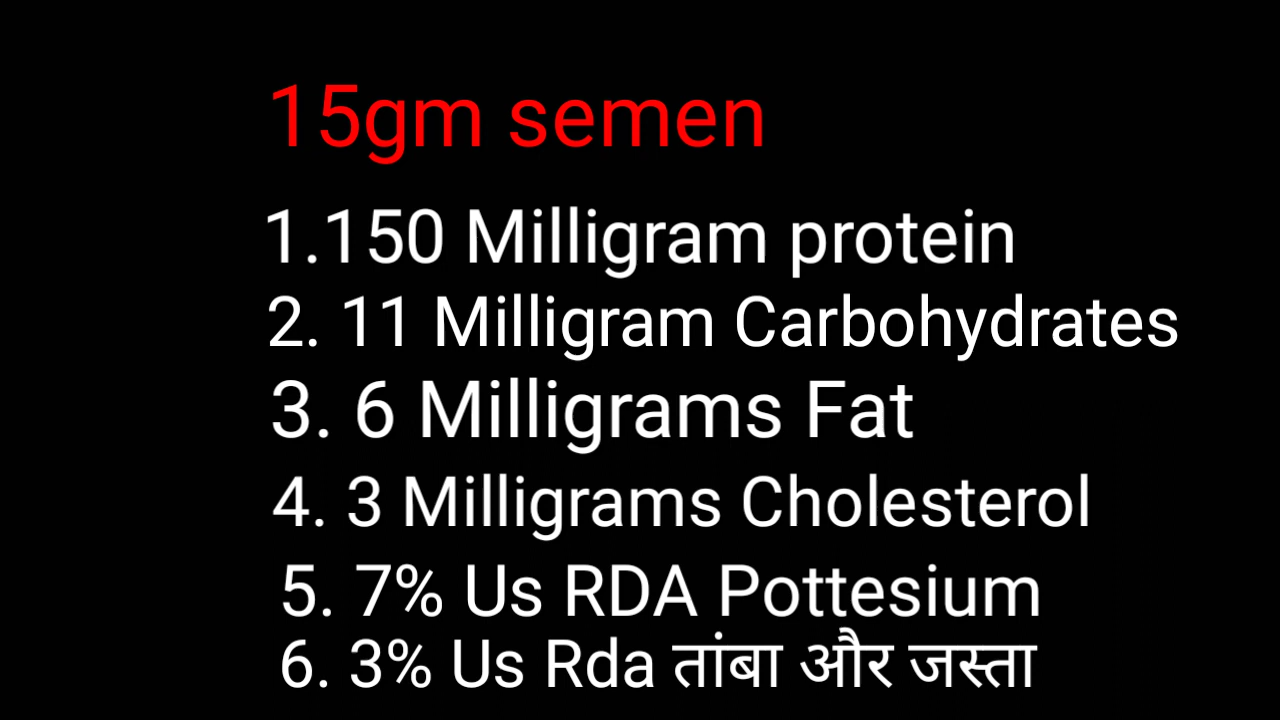 15gm semen
1.150 Milligram protein
2. 11 Milligram Carbohydrates
3. 6 Milligrams Fat
4. 3 Milligrams Cholesterol
5. 7% Us RDA Pottesium
6. 3% Us Rda तांबा और जस्ता